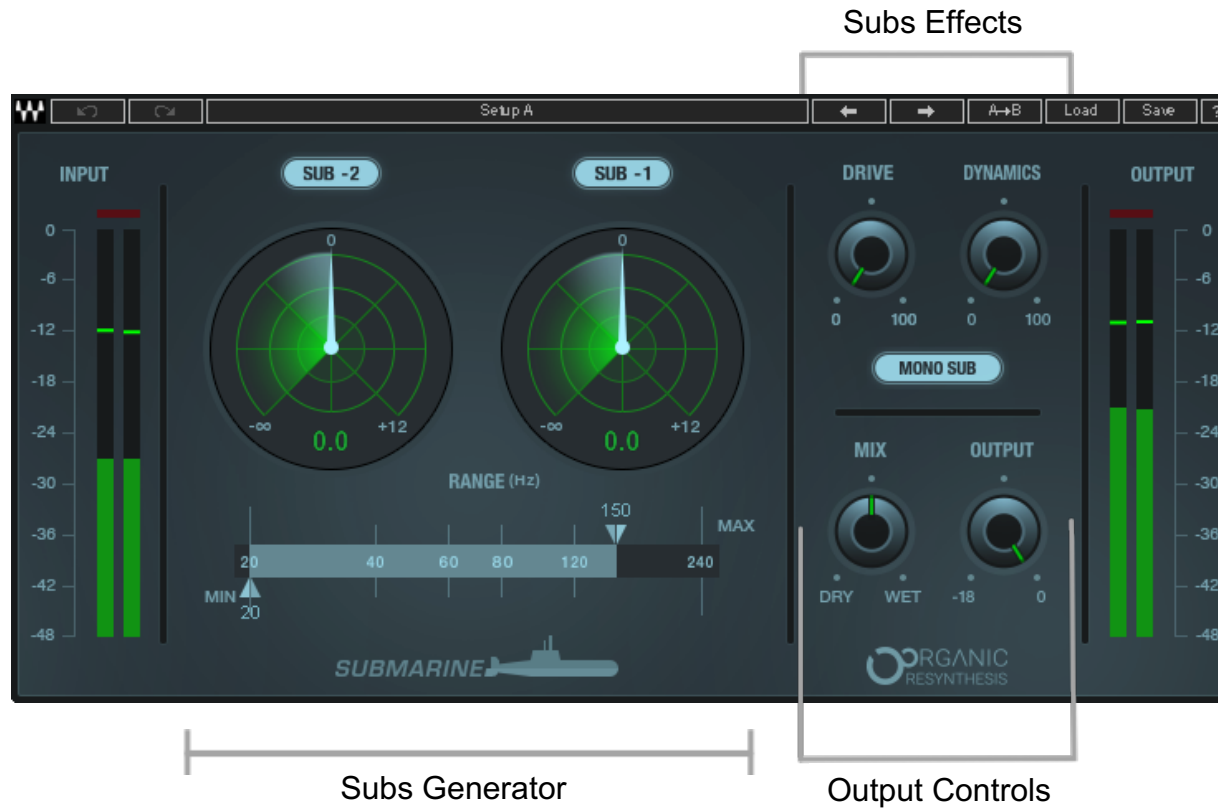 Subs Effects
Setup A
A→B Load Save ?
INPUT
SUB -2
SUB -1
DRIVE DYNAMICS
OUTPUT
0
-6
-12
-18
-24
-30
-36
-42
-48
0
-∞ +12
0.0
0
-∞ +12
0.0
0 100
0 100
MONO SUB
RANGE (Hz)
150
MAX
20 40 60 80 120 240
MIN
20
MIX OUTPUT
DRY WET
-18 0
0
-6
-12
-18
-24
-30
-36
-42
-48
SUBMARINE
ORGANIC
RESYNTHESIS
Subs Generator
Output Controls